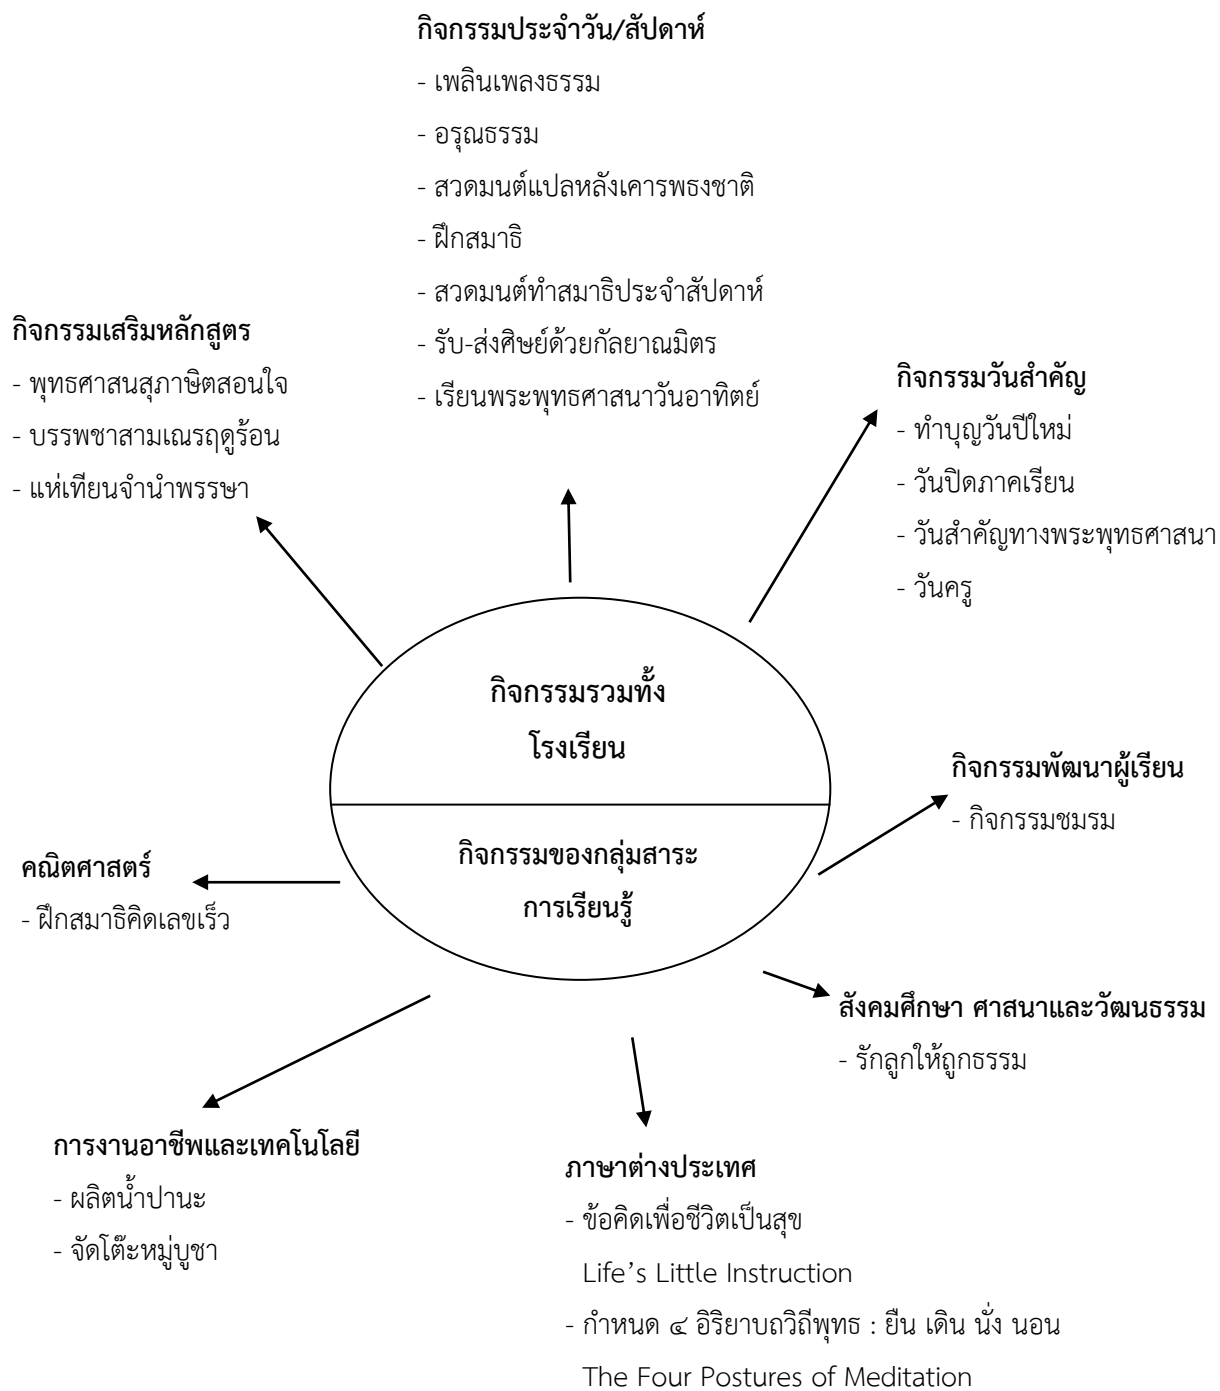 กิจกรรมประจำวัน/สัปดาห์
- เพลินเพลงธรรม
- อรุณธรรม
- สวดมนต์แปลหลังเคารพธงชาติ
- ฝึกสมาธิ
- สวดมนต์ทำสมาธิประจำสัปดาห์
- รับ-ส่งศิษย์ด้วยกัลยาณมิตร
- เรียนพระพุทธศาสนาวันอาทิตย์
กิจกรรมเสริมหลักสูตร
- พุทธศาสนสุภาษิตสอนใจ
- บรรพชาสามเณรฤดูร้อน
- แห่เทียนจำนำพรรษา
กิจกรรมวันสำคัญ
- ทำบุญวันปีใหม่
- วันปิดภาคเรียน
- วันสำคัญทางพระพุทธศาสนา
- วันครู
กิจกรรมรวมทั้ง
โรงเรียน
กิจกรรมพัฒนาผู้เรียน
- กิจกรรมชมรม
กิจกรรมของกลุ่มสาระ
การเรียนรู้
คณิตศาสตร์
- ฝึกสมาธิคิดเลขเร็ว
สังคมศึกษา ศาสนาและวัฒนธรรม
- รักลูกให้ถูกธรรม
การงานอาชีพและเทคโนโลยี
- ผลิตน้ำปานะ
- จัดโต๊ะหมู่บูชา
ภาษาต่างประเทศ
- ข้อคิดเพื่อชีวิตเป็นสุข
Life’s Little Instruction
- กำหนด ๔ อิริยาบถวิถีพุทธ : ยืน เดิน นั่ง นอน
The Four Postures of Meditation